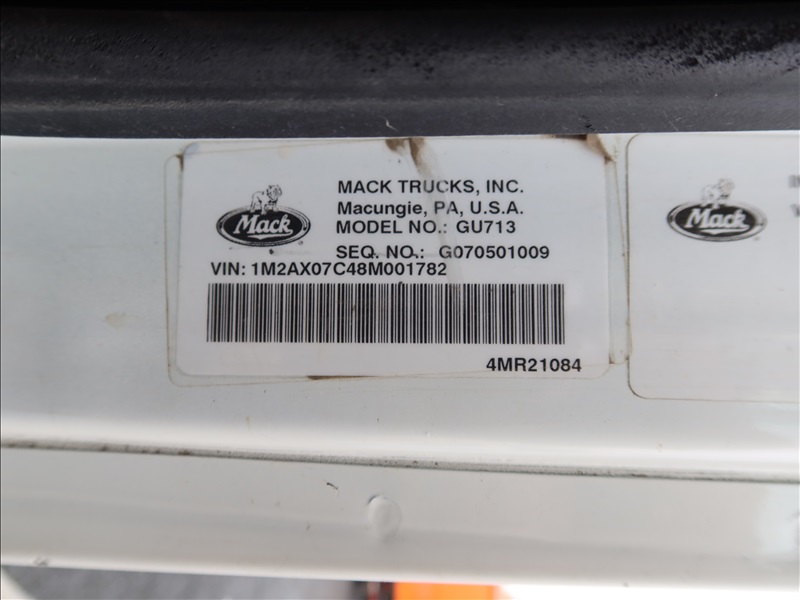 Mack
MACK TRUCKS, INC.
Macungie, PA, U.S.A.
MODEL NO.: GU713
SEQ. NO.: G070501009
VIN: 1M2AX07C48M001782
4MR21084
Mack